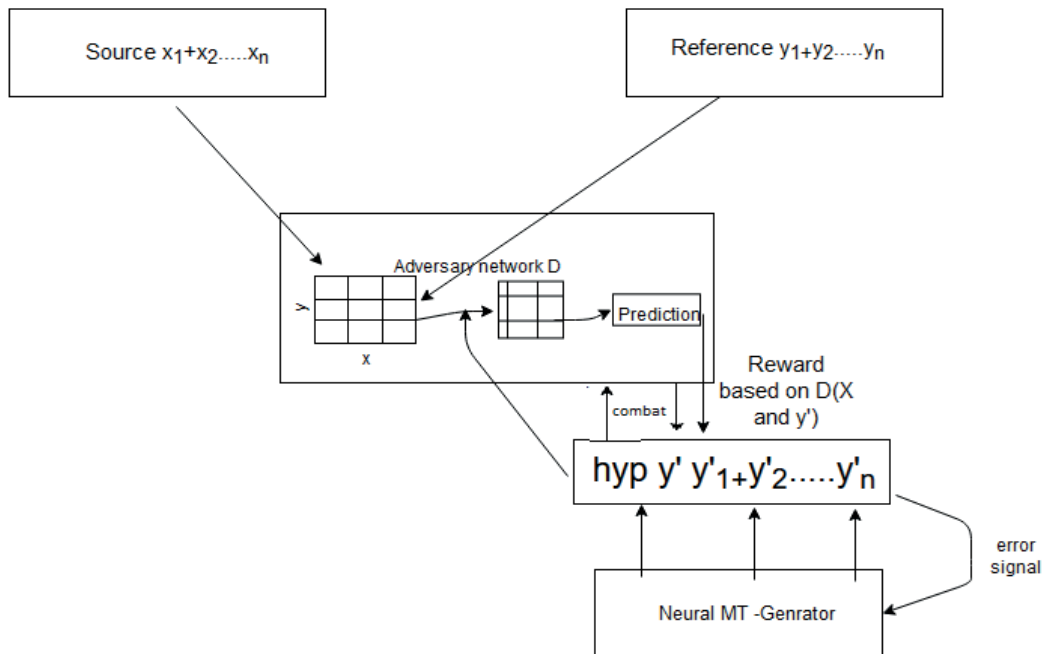 Source x1+x2.....xn
Reference y1+y2.....yn
Adversary network D
y
x
Prediction
Reward
based on D(X
and y')
combat
hyp y' y'1+y'2.....y'n
error
signal
Neural MT -Genrator